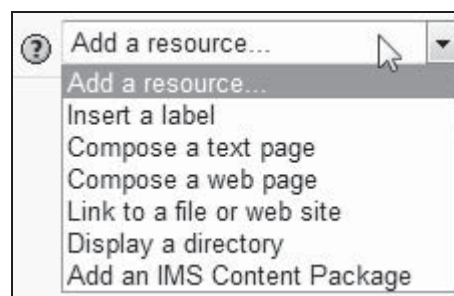 ? Add a resource...
Add a resource...
Insert a label
Compose a text page
Compose a web page
Link to a file or web site
Display a directory
Add an IMS Content Package